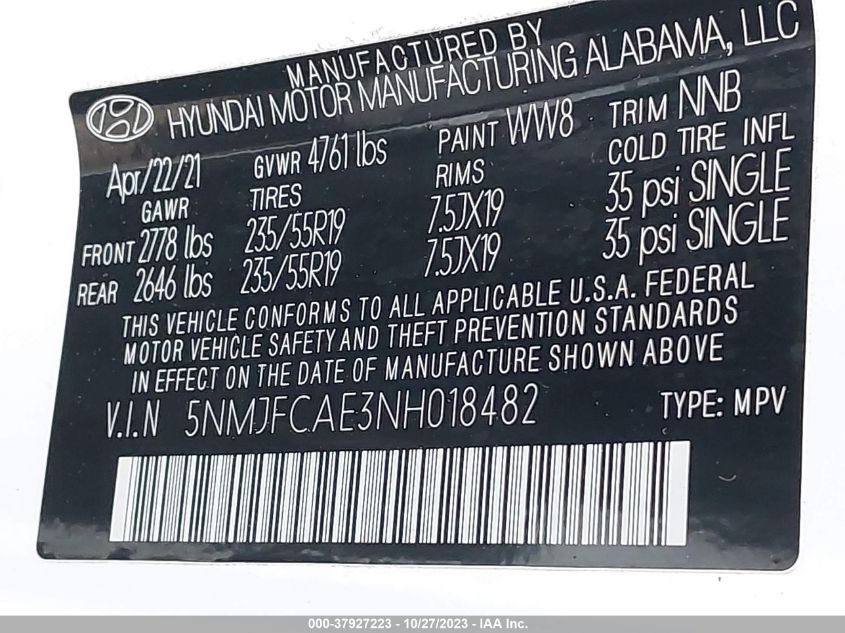 MANUFACTURED BY
HYUNDAI MOTOR MANUFACTURING ALABAMA, LLC
Apr/22/21 GVWR 4761 lbs PAINT WW8 TRIM NNB
GAWR TIRES RIMS COLD TIRE INFL
FRONT 2778 lbs 235/55R19 7.5JX19 35 psi SINGLE
REAR 2646 lbs 235/55R19 7.5JX19 35 psi SINGLE
THIS VEHICLE CONFORMS TO ALL APPLICABLE U.S.A. FEDERAL
MOTOR VEHICLE SAFETY AND THEFT PREVENTION STANDARDS
IN EFFECT ON THE DATE OF MANUFACTURE SHOWN ABOVE
V.I.N 5NMJFCAE3NH018482 TYPE: MPV
000-37927223 - 10/27/2023 - IAA Inc.